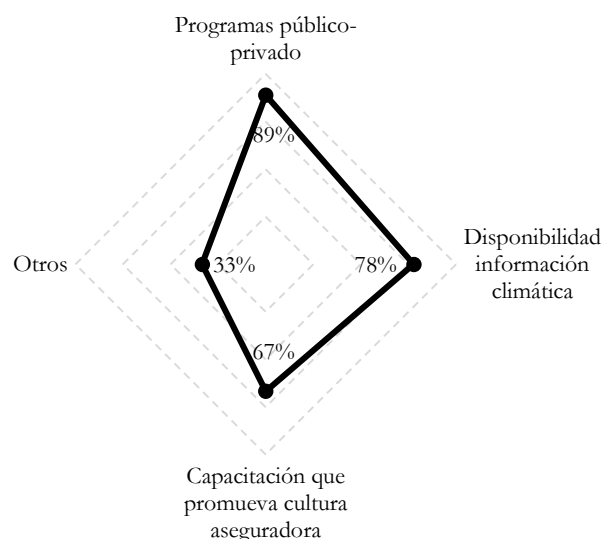 Programas público-
privado
89%
Otros
33%
78%
Disponibilidad
información
climática
67%
Capacitación que
promueva cultura
aseguradora